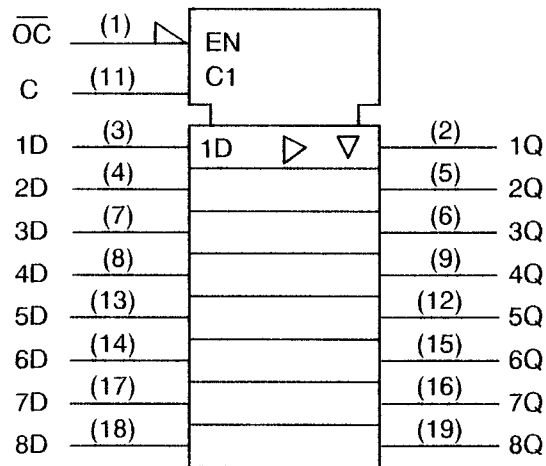 O̅C̅ (1) EN
C (11) C1
1D (3) 1D (2) 1Q
2D (4) (5) 2Q
3D (7) (6) 3Q
4D (8) (9) 4Q
5D (13) (12) 5Q
6D (14) (15) 6Q
7D (17) (16) 7Q
8D (18) (19) 8Q